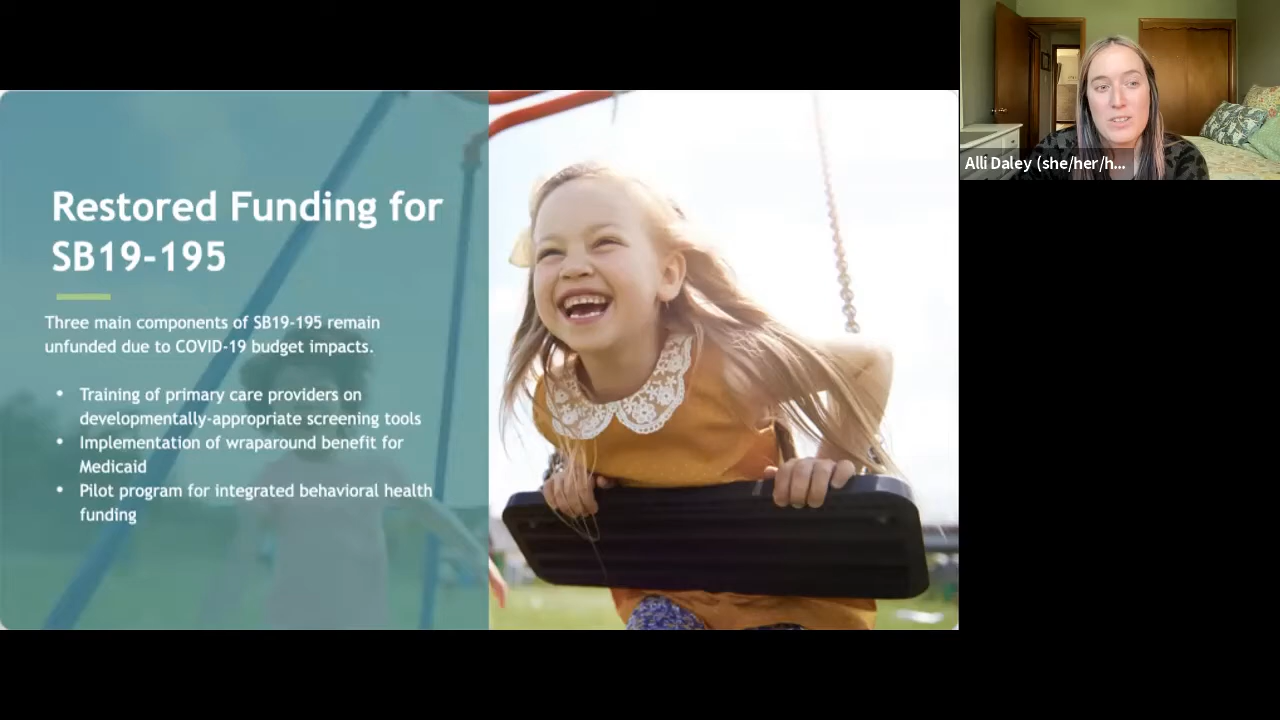 Restored Funding for
SB19-195
Three main components of SB19-195 remain
unfunded due to COVID-19 budget impacts.
• Training of primary care providers on
developmentally-appropriate screening tools
• Implementation of wraparound benefit for
Medicaid
• Pilot program for integrated behavioral health
funding
Alli Daley (she/her/h...